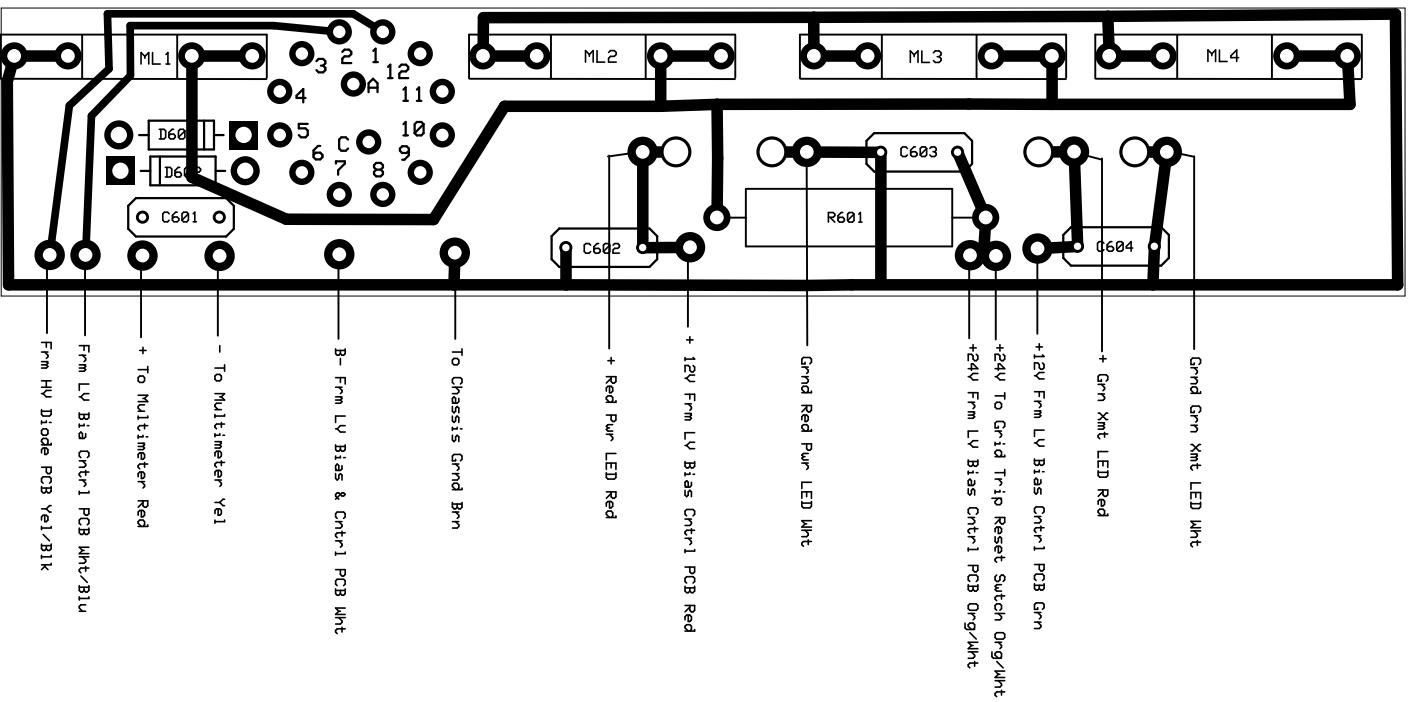 ML1
ML2
ML3
ML4
2 1
3
12
A
4
11
D60
5
10
C
6
9
7
8
D602
C601
C602
C603
R601
C604
Frm HV Diode PCB Yel/Blk
Frm LV Bia Cntrl PCB Wht/Blu
+ To Multimeter Red
- To Multimeter Yel
B- Frm LV Bias & Cntrl PCB Wht
To Chassis Grnd Brn
+ Red Pwr LED Red
+ 12V Frm LV Bias Cntrl PCB Red
Grnd Red Pwr LED Wht
+24V Frm LV Bias Cntrl PCB Org/Wht
+24V To Grid Trip Reset Swtch Org/Wht
+12V Frm LV Bias Cntrl PCB Grn
+ Grn Xmt LED Red
Grnd Grn Xmt LED Wht